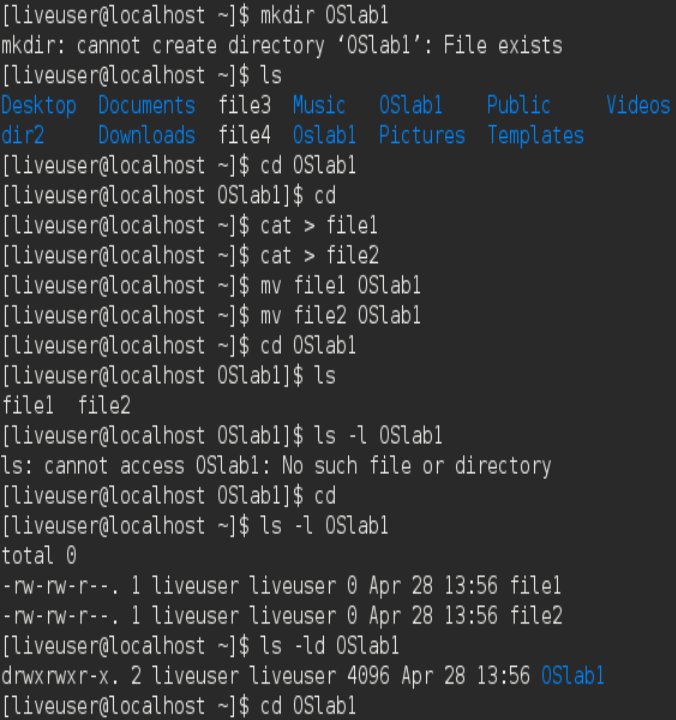 [liveuser@localhost ~]$ mkdir OSlab1
mkdir: cannot create directory ‘OSlab1’: File exists
[liveuser@localhost ~]$ ls
Desktop  Documents  file3  Music   OSlab1    Public     Videos
dir2     Downloads  file4  Oslab1  Pictures  Templates
[liveuser@localhost ~]$ cd OSlab1
[liveuser@localhost OSlab1]$ cd
[liveuser@localhost ~]$ cat > file1
[liveuser@localhost ~]$ cat > file2
[liveuser@localhost ~]$ mv file1 OSlab1
[liveuser@localhost ~]$ mv file2 OSlab1
[liveuser@localhost ~]$ cd OSlab1
[liveuser@localhost OSlab1]$ ls
file1  file2
[liveuser@localhost OSlab1]$ ls -l OSlab1
ls: cannot access OSlab1: No such file or directory
[liveuser@localhost OSlab1]$ cd
[liveuser@localhost ~]$ ls -l OSlab1
total 0
-rw-rw-r--. 1 liveuser liveuser 0 Apr 28 13:56 file1
-rw-rw-r--. 1 liveuser liveuser 0 Apr 28 13:56 file2
[liveuser@localhost ~]$ ls -ld OSlab1
drwxrwxr-x. 2 liveuser liveuser 4096 Apr 28 13:56 OSlab1
[liveuser@localhost ~]$ cd OSlab1